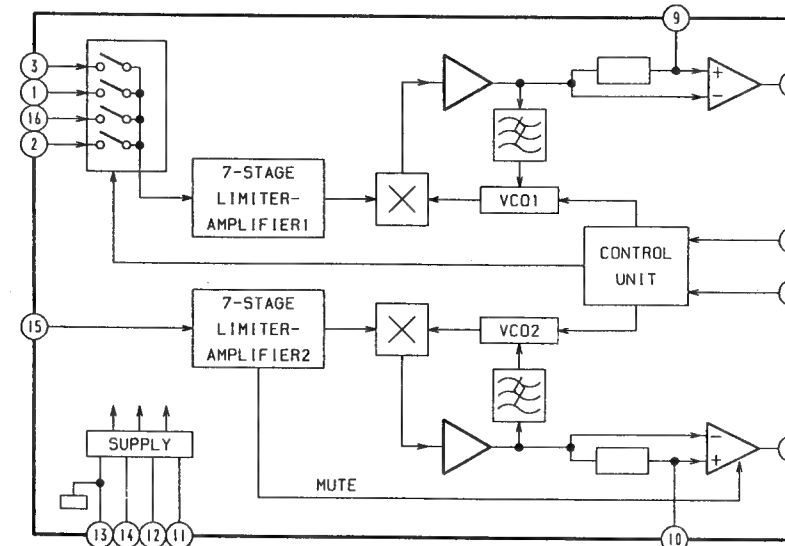 9
3
1
16
2
+
−
7-STAGE
LIMITER-
AMPLIFIER1
VCO1
CONTROL
UNIT
7-STAGE
LIMITER-
AMPLIFIER2
15
VCO2
SUPPLY
−
+
MUTE
13 14 12 11
10